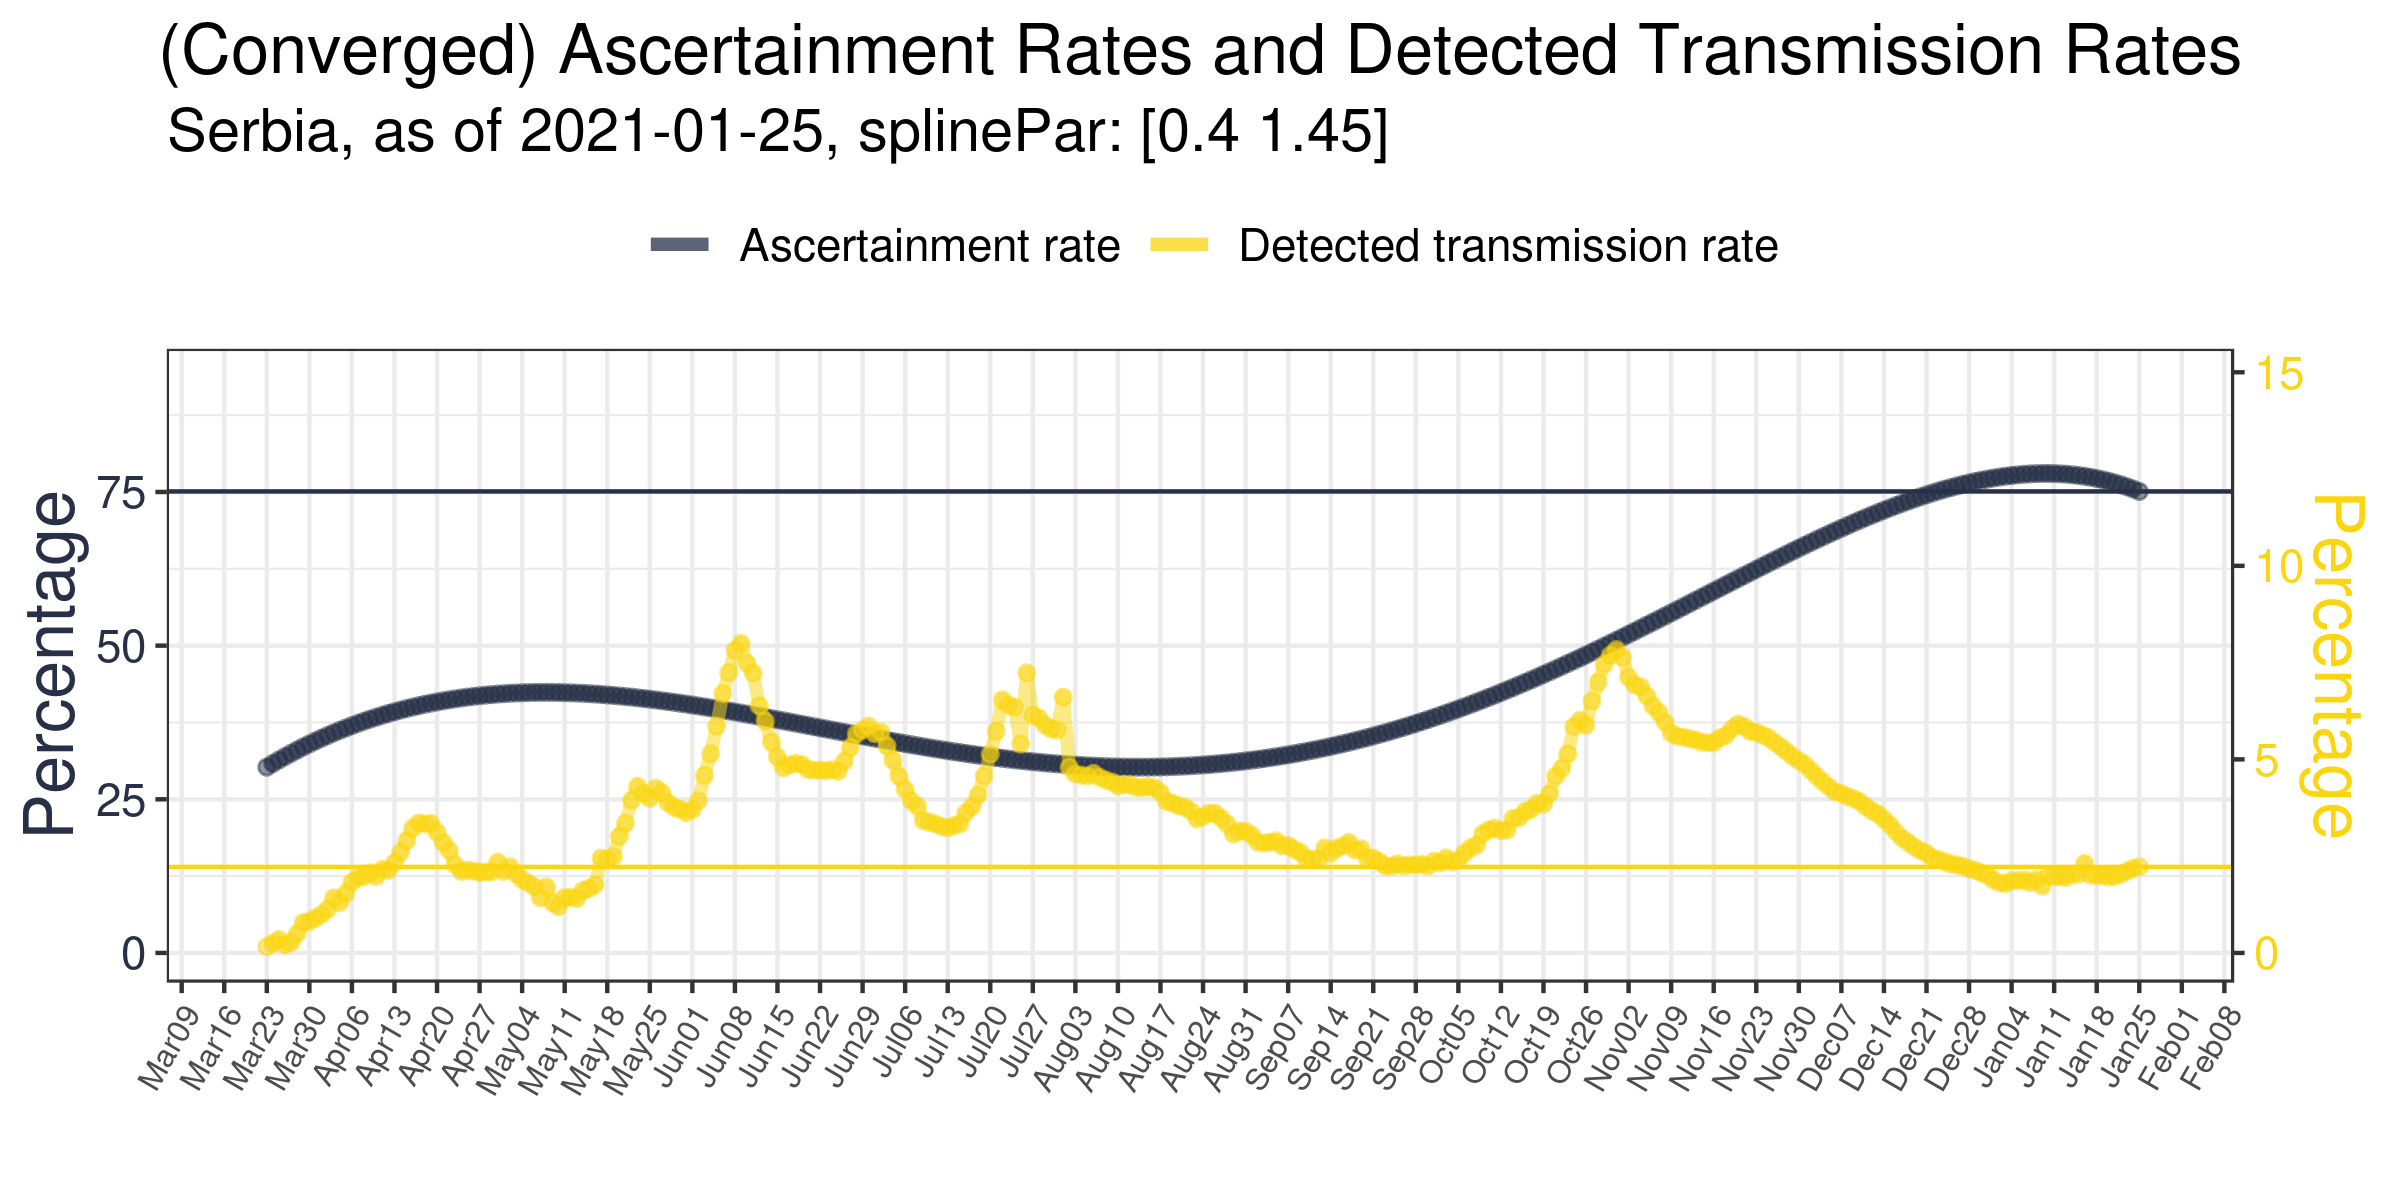 (Converged) Ascertainment Rates and Detected Transmission Rates
Serbia, as of 2021-01-25, splinePar: [0.4 1.45]
Ascertainment rate Detected transmission rate
Percentage
75
50
25
0
15
10
5
0
Percentage
Mar09 Mar16 Mar23 Mar30 Apr06 Apr13 Apr20 Apr27 May04 May11 May18 May25 Jun01 Jun08 Jun15 Jun22 Jun29 Jul06 Jul13 Jul20 Jul27 Aug03 Aug10 Aug17 Aug24 Aug31 Sep07 Sep14 Sep21 Sep28 Oct05 Oct12 Oct19 Oct26 Nov02 Nov09 Nov16 Nov23 Nov30 Dec07 Dec14 Dec21 Dec28 Jan04 Jan11 Jan18 Jan25 Feb01 Feb08